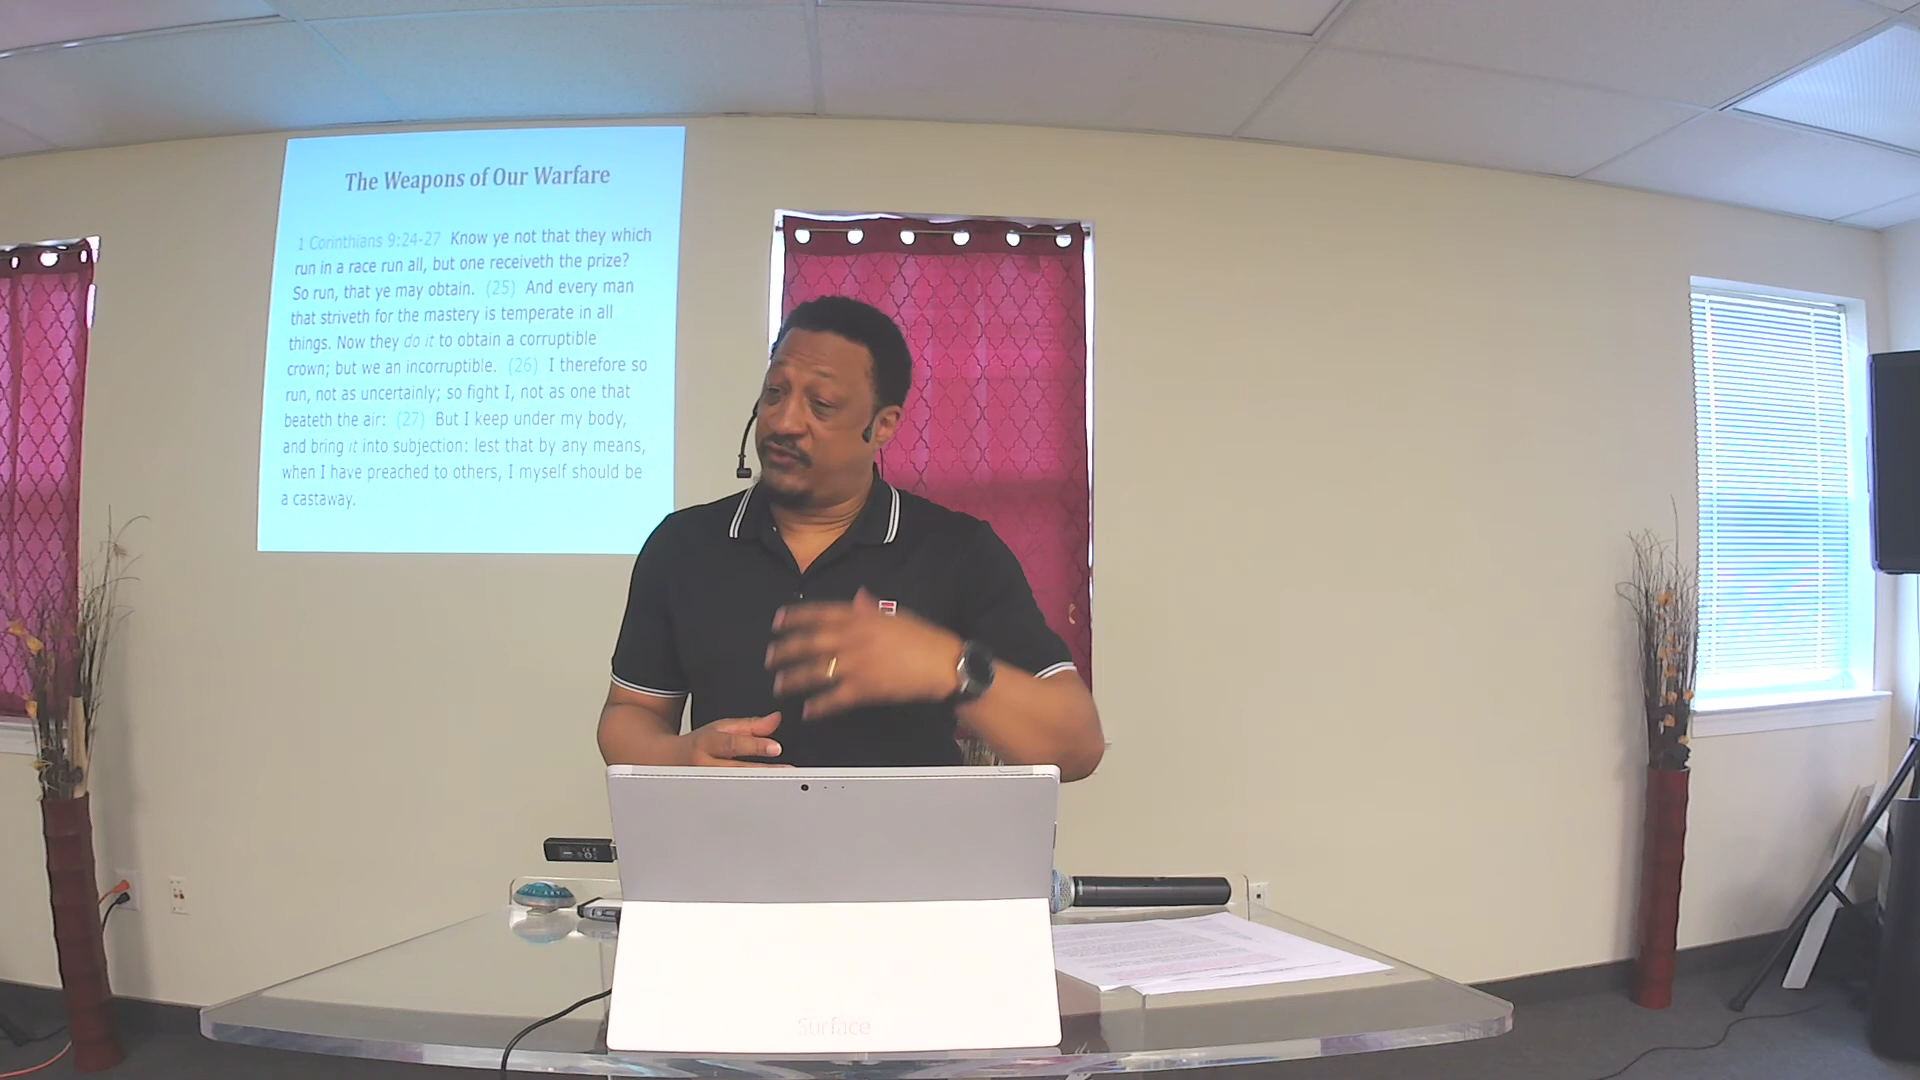 The Weapons of Our Warfare
1 Corinthians 9:24-27 Know ye not that they which
run in a race run all, but one receiveth the prize?
So run, that ye may obtain. (25) And every man
that striveth for the mastery is temperate in all
things. Now they do it to obtain a corruptible
crown; but we an incorruptible. (26) I therefore so
run, not as uncertainly; so fight I, not as one that
beateth the air: (27) But I keep under my body,
and bring it into subjection: lest that by any means,
when I have preached to others, I myself should be
a castaway.
Surface